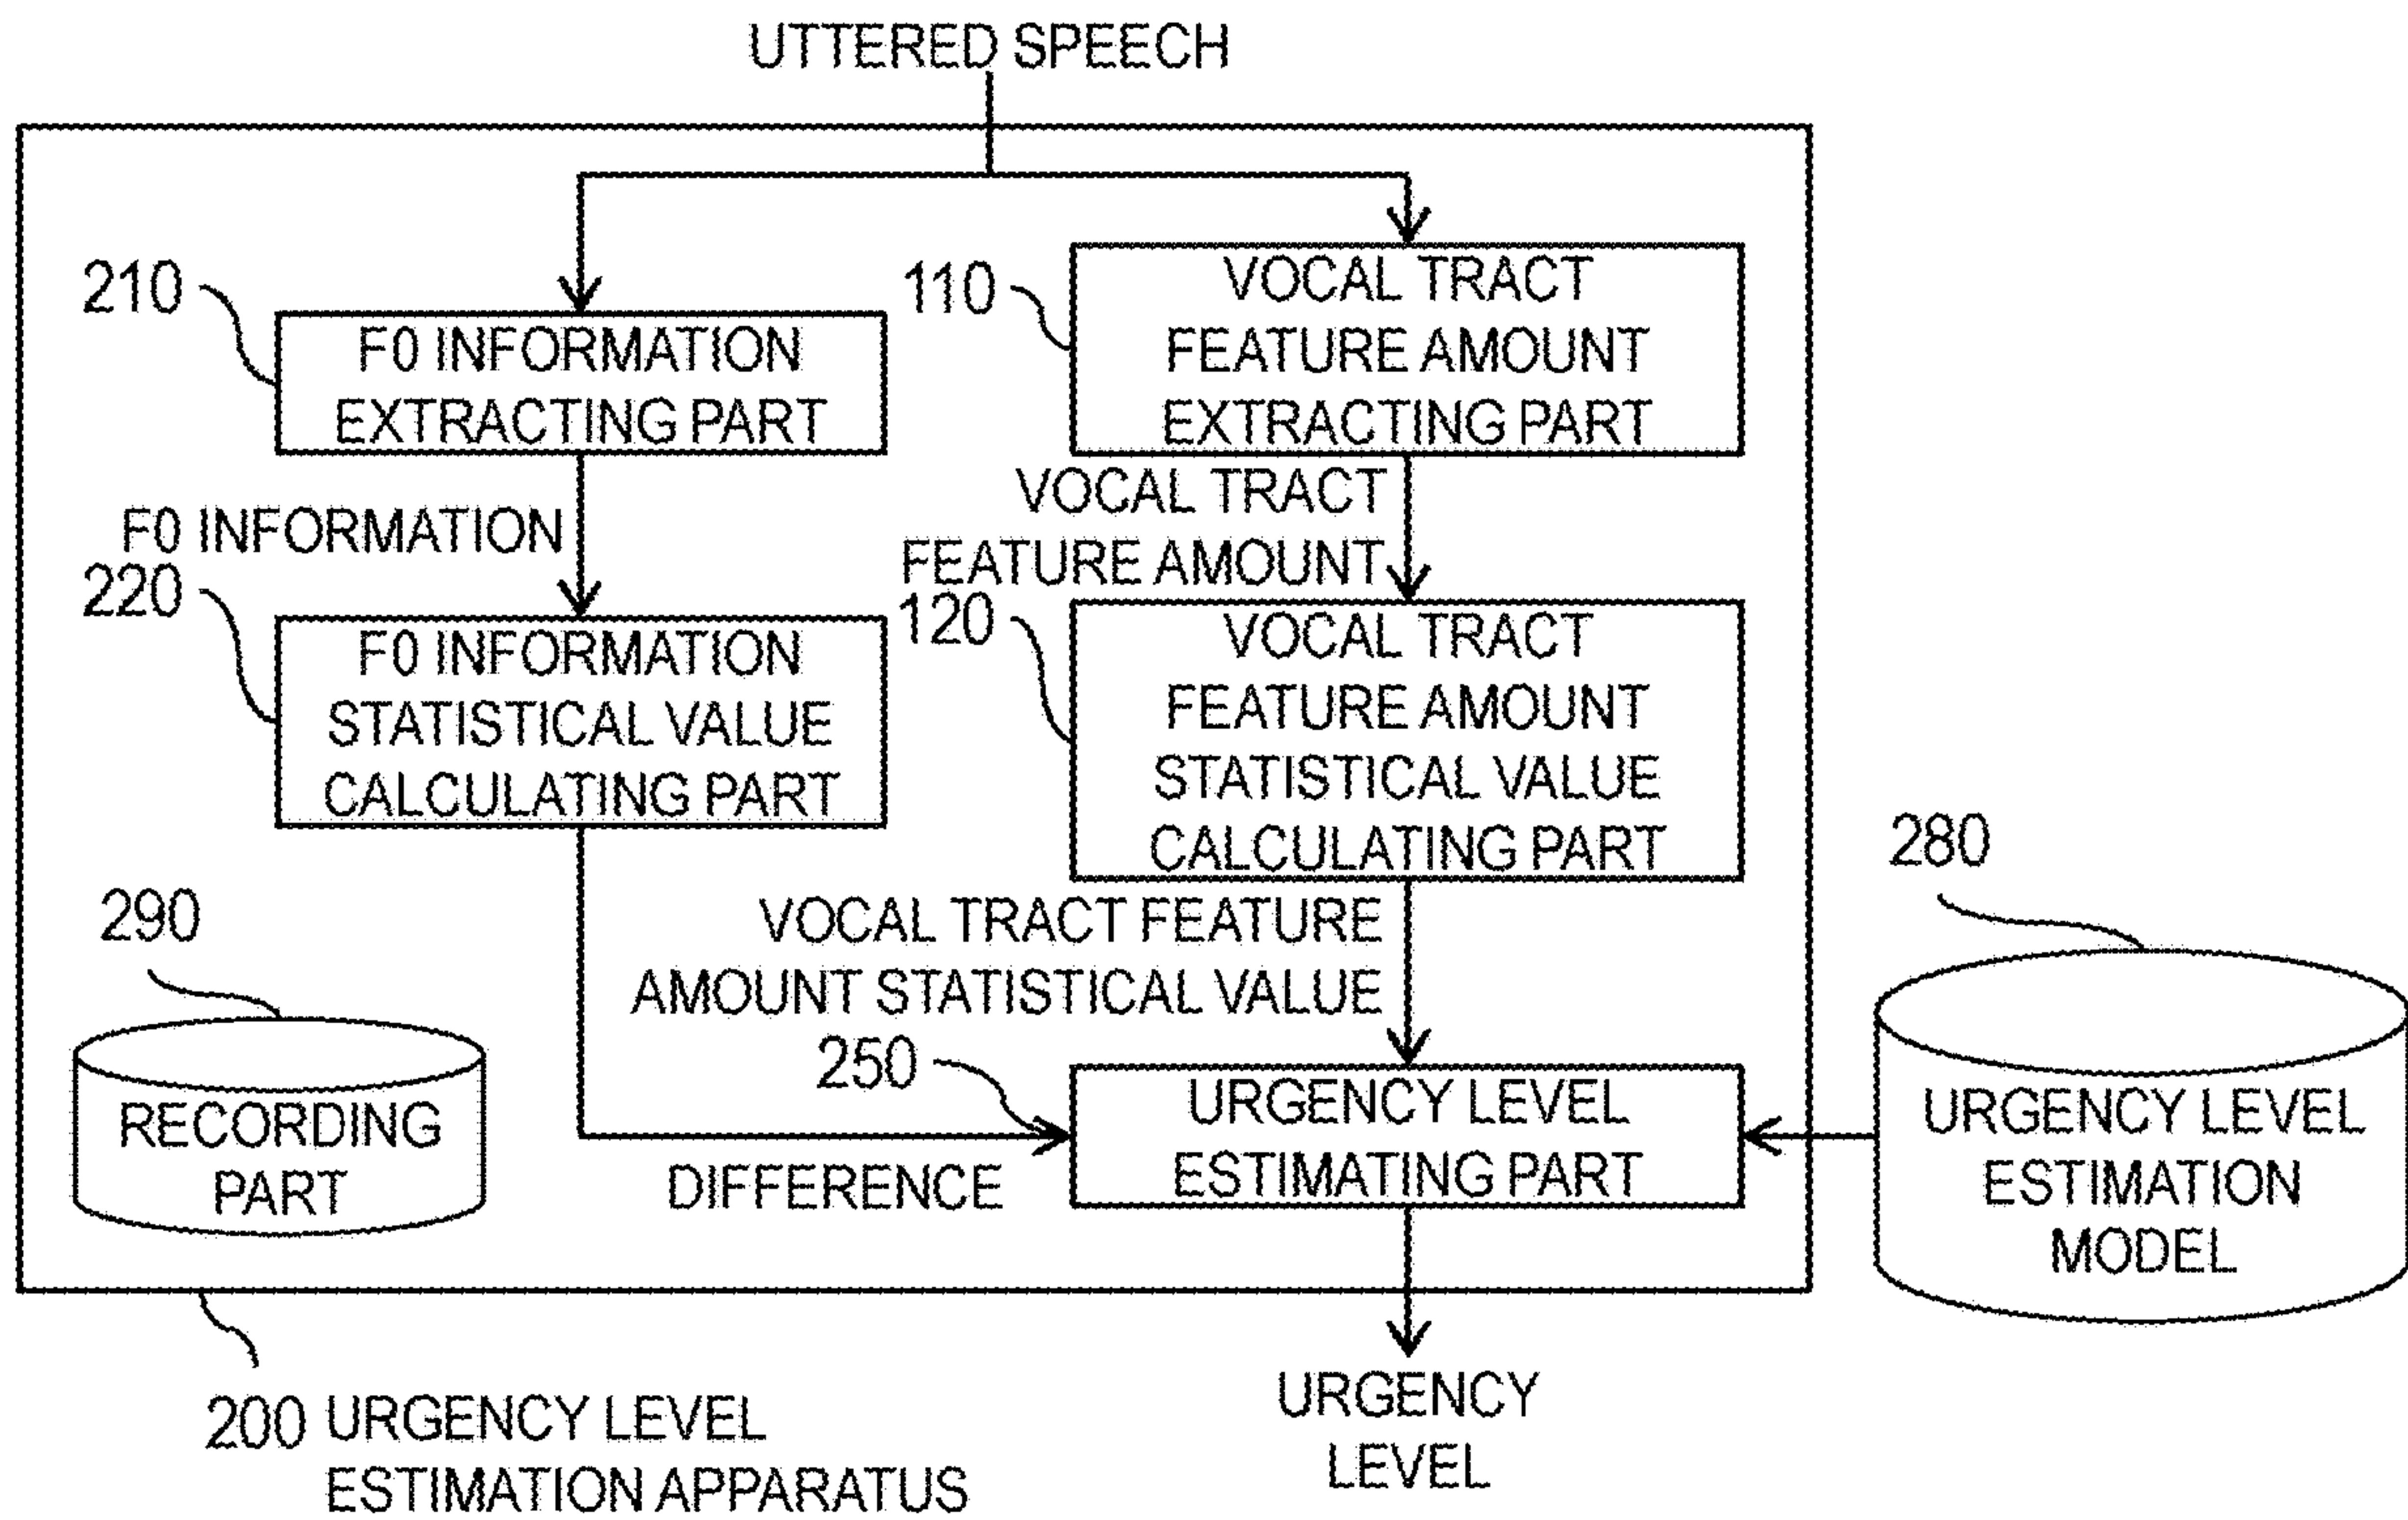 UTTERED SPEECH
210
F0 INFORMATION
EXTRACTING PART
110
VOCAL TRACT
FEATURE AMOUNT
EXTRACTING PART
F0 INFORMATION
VOCAL TRACT
FEATURE AMOUNT
220
F0 INFORMATION
STATISTICAL VALUE
CALCULATING PART
120
VOCAL TRACT
FEATURE AMOUNT
STATISTICAL VALUE
CALCULATING PART
VOCAL TRACT FEATURE
AMOUNT STATISTICAL VALUE
290
RECORDING
PART
DIFFERENCE
250
URGENCY LEVEL
ESTIMATING PART
280
URGENCY LEVEL
ESTIMATION
MODEL
200 URGENCY LEVEL
ESTIMATION APPARATUS
URGENCY
LEVEL